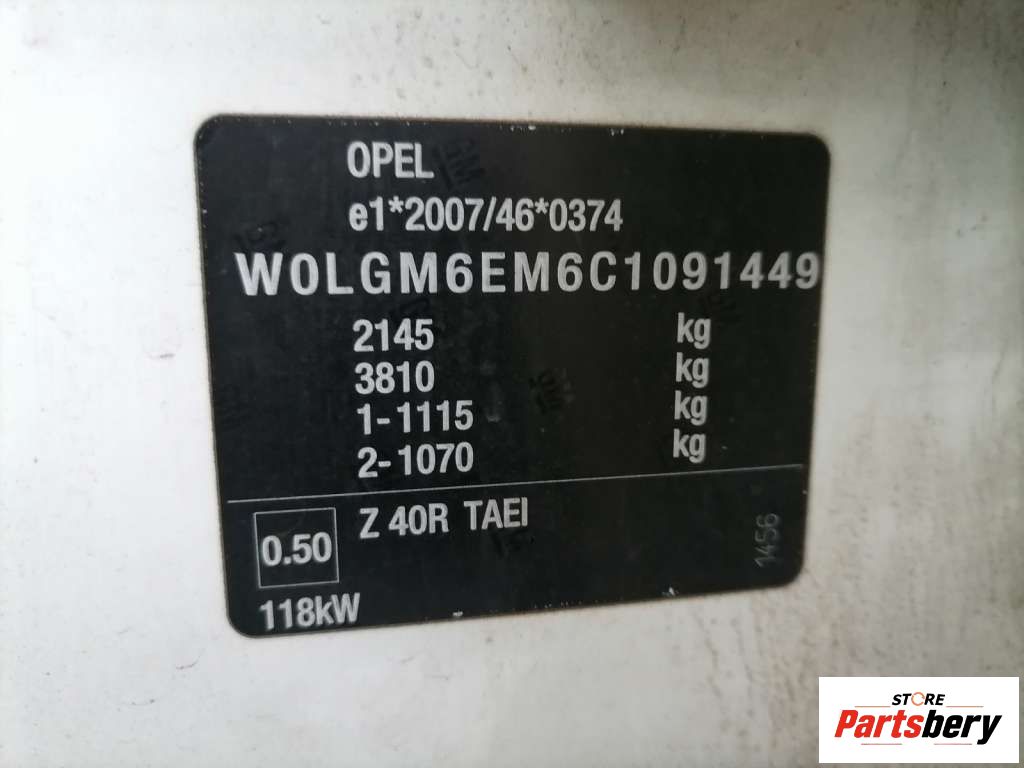 OPEL
e1*2007/46*0374
W0LGM6EM6C1091449
2145 kg
3810 kg
1-1115 kg
2-1070 kg
0.50 Z 40R TAEI
118kW
1456
STORE
Partsbery